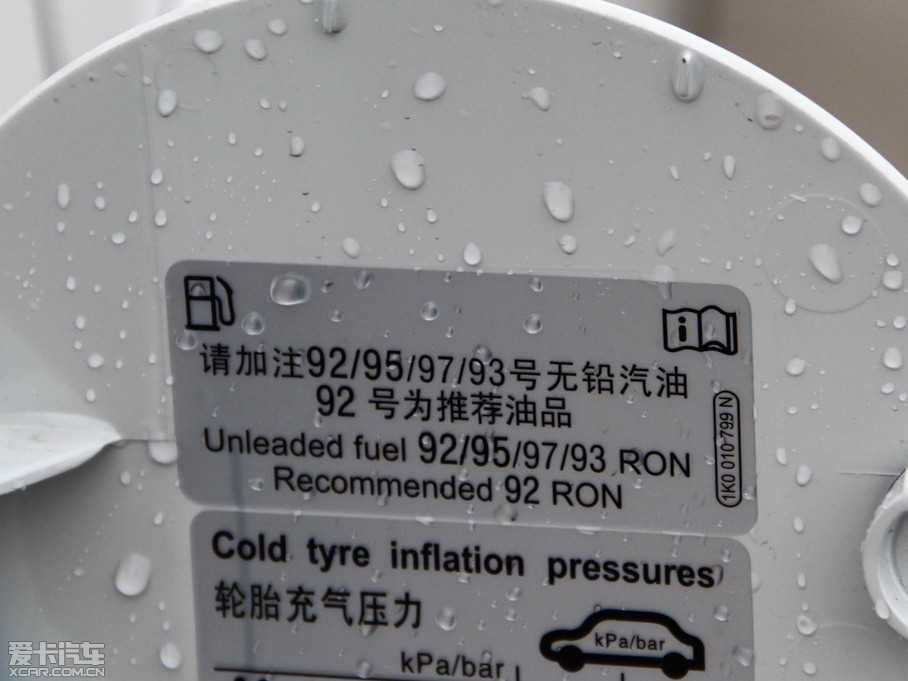 请加注92/95/97/93号无铅汽油
92 号为推荐油品
Unleaded fuel 92/95/97/93 RON
Recommended 92 RON
1K0 010 799 N
Cold tyre inflation pressures
轮胎充气压力
kPa/bar
kPa/bar
爱卡汽车
XCAR.COM.CN